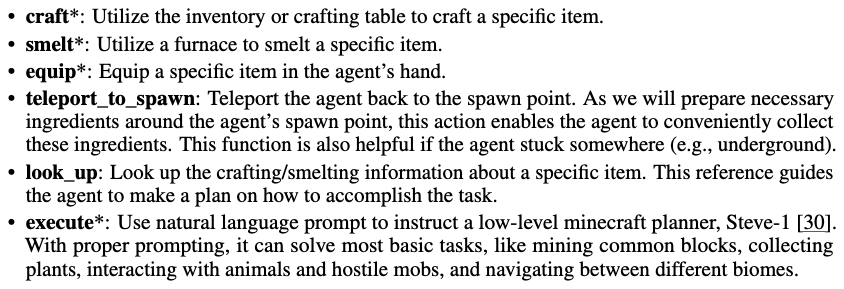 • craft*: Utilize the inventory or crafting table to craft a specific item.
• smelt*: Utilize a furnace to smelt a specific item.
• equip*: Equip a specific item in the agent's hand.
• teleport_to_spawn: Teleport the agent back to the spawn point. As we will prepare necessary
ingredients around the agent's spawn point, this action enables the agent to conveniently collect
these ingredients. This function is also helpful if the agent stuck somewhere (e.g., underground).
• look_up: Look up the crafting/smelting information about a specific item. This reference guides
the agent to make a plan on how to accomplish the task.
• execute*: Use natural language prompt to instruct a low-level minecraft planner, Steve-1 [30].
With proper prompting, it can solve most basic tasks, like mining common blocks, collecting
plants, interacting with animals and hostile mobs, and navigating between different biomes.